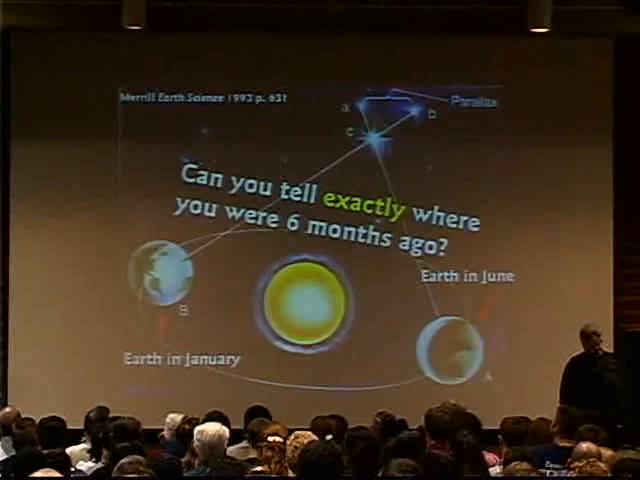 Merrill Earth Science 1993 p. 631
a
Parallax
b
c
Can you tell exactly where
you were 6 months ago?
Earth in June
B
Earth in January
A